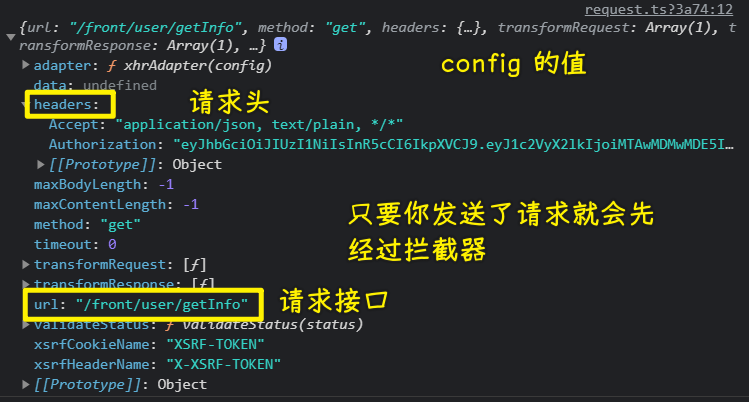 request.ts?3a74:12
{url: "/front/user/getInfo", method: "get", headers: {…}, transformRequest: Array(1), t
ransformResponse: Array(1), …}
config 的值
adapter: ƒ xhrAdapter(config)
data: undefined
headers:
请求头
Accept: "application/json, text/plain, */*"
Authorization: "eyJhbGciOiJIUzI1NiIsInR5cCI6IkpXVCJ9.eyJ1c2VyX2lkIjoiMTAwMDMwMDE5I…
[[Prototype]]: Object
maxBodyLength: -1
maxContentLength: -1
method: "get"
只要你发送了请求就会先
timeout: 0
经过拦截器
transformRequest: [ƒ]
transformResponse: [ƒ]
url: "/front/user/getInfo"
请求接口
validateStatus: ƒ validateStatus(status)
xsrfCookieName: "XSRF-TOKEN"
xsrfHeaderName: "X-XSRF-TOKEN"
[[Prototype]]: Object